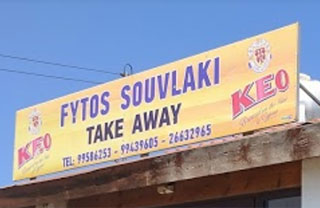 FYTOS SOUVLAKI
TAKE AWAY
TEL: 99586253 - 99439605 - 26632965
KEO
KEO